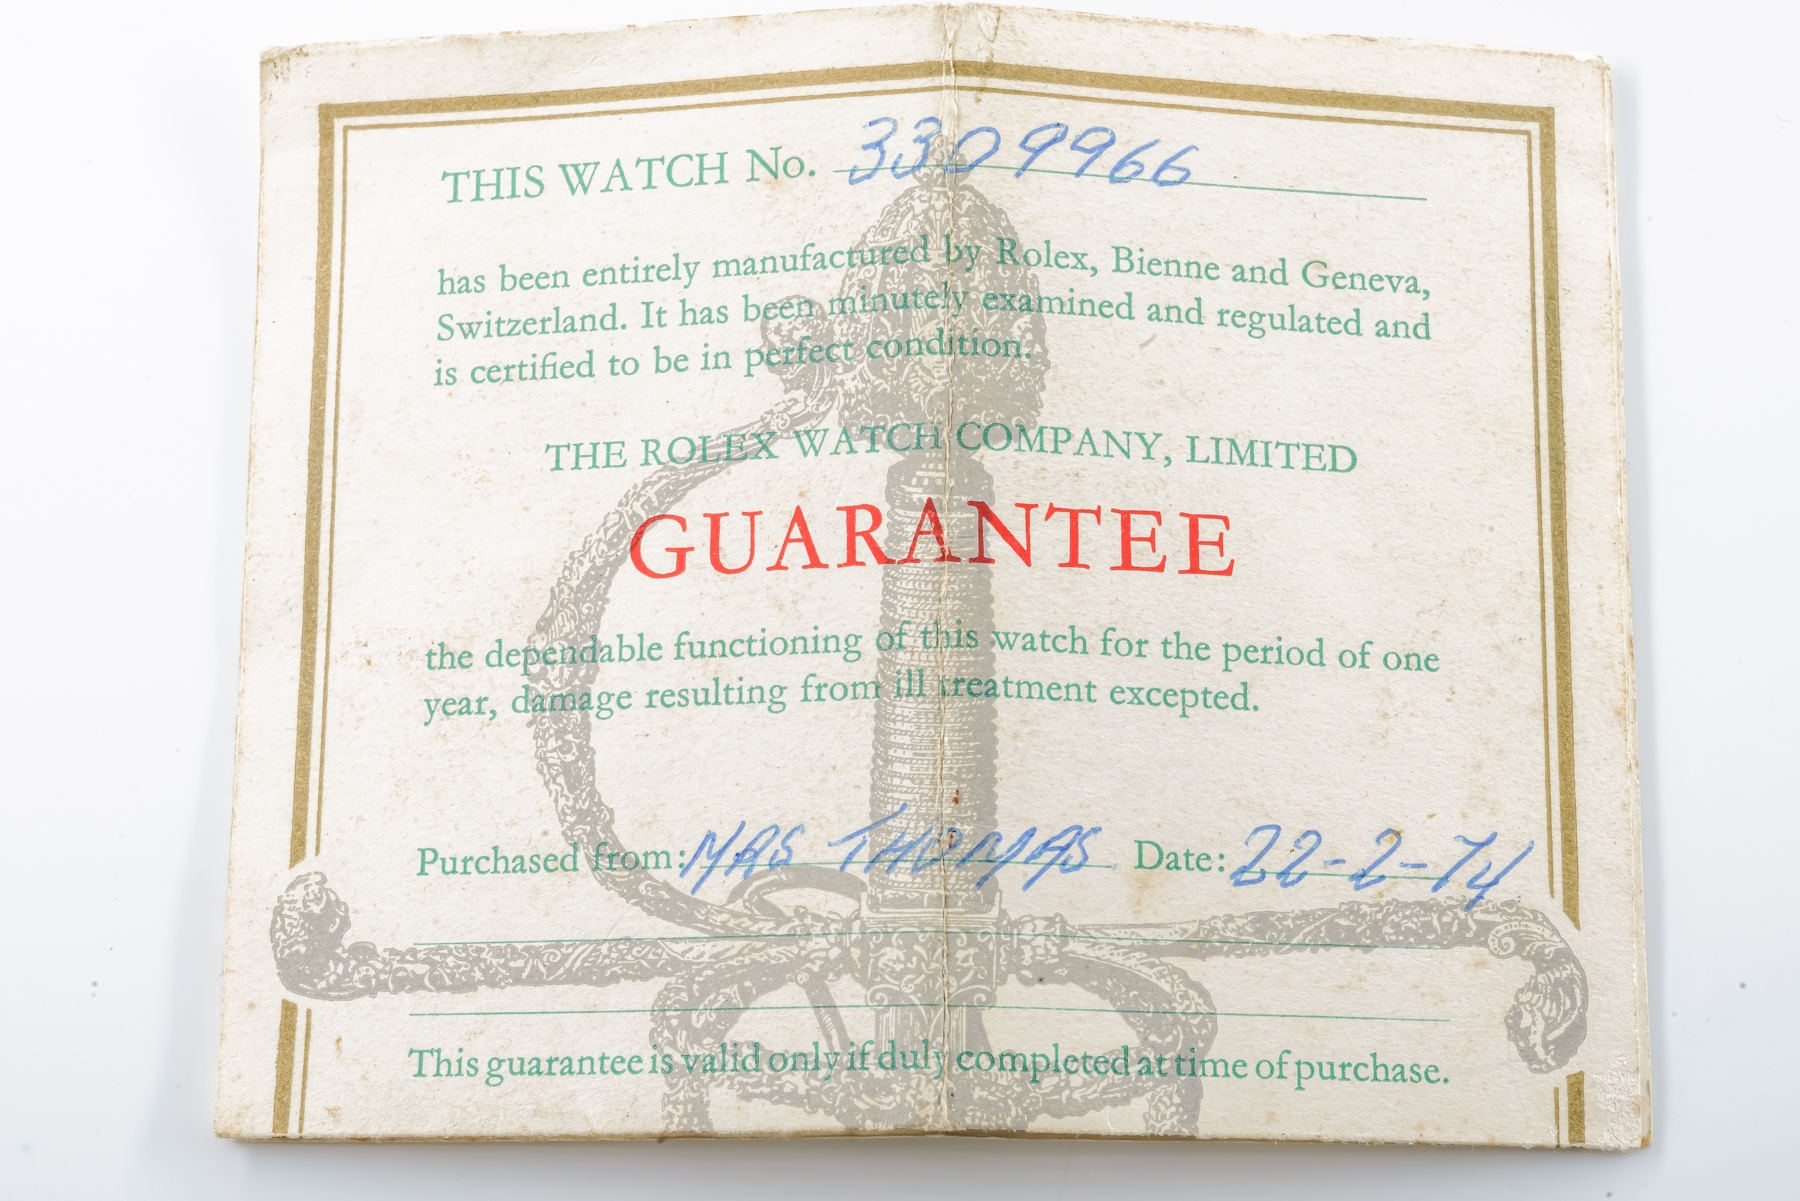 THIS WATCH No. 3309966
has been entirely manufactured by Rolex, Bienne and Geneva,
Switzerland. It has been minutely examined and regulated and
is certified to be in perfect condition.
THE ROLEX WATCH COMPANY, LIMITED
GUARANTEE
the dependable functioning of this watch for the period of one
year, damage resulting from ill treatment excepted.
Purchased from: MAS THOMAS Date: 22-2-74
This guarantee is valid only if duly completed at time of purchase.